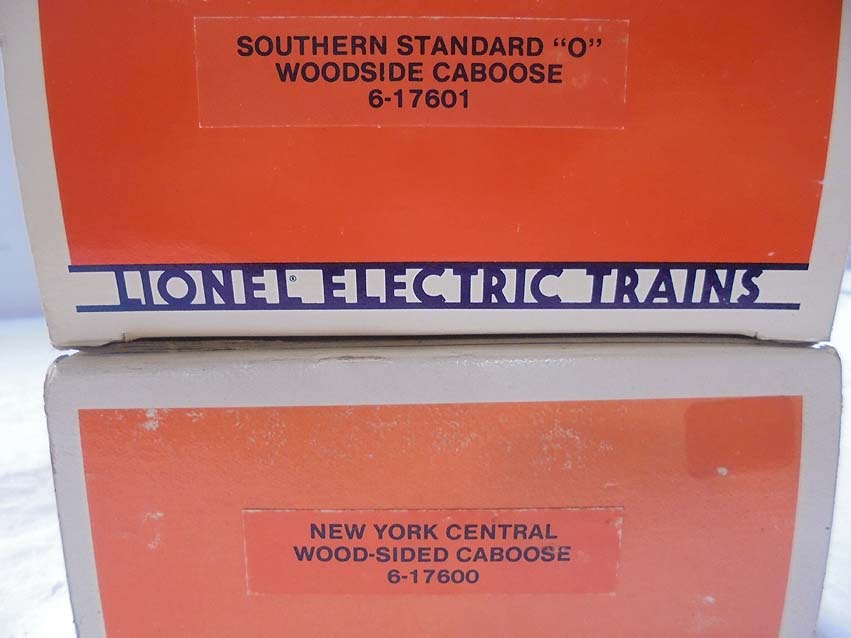 SOUTHERN STANDARD “O”
WOODSIDE CABOOSE
6-17601
LIONEL® ELECTRIC TRAINS
NEW YORK CENTRAL
WOOD-SIDED CABOOSE
6-17600